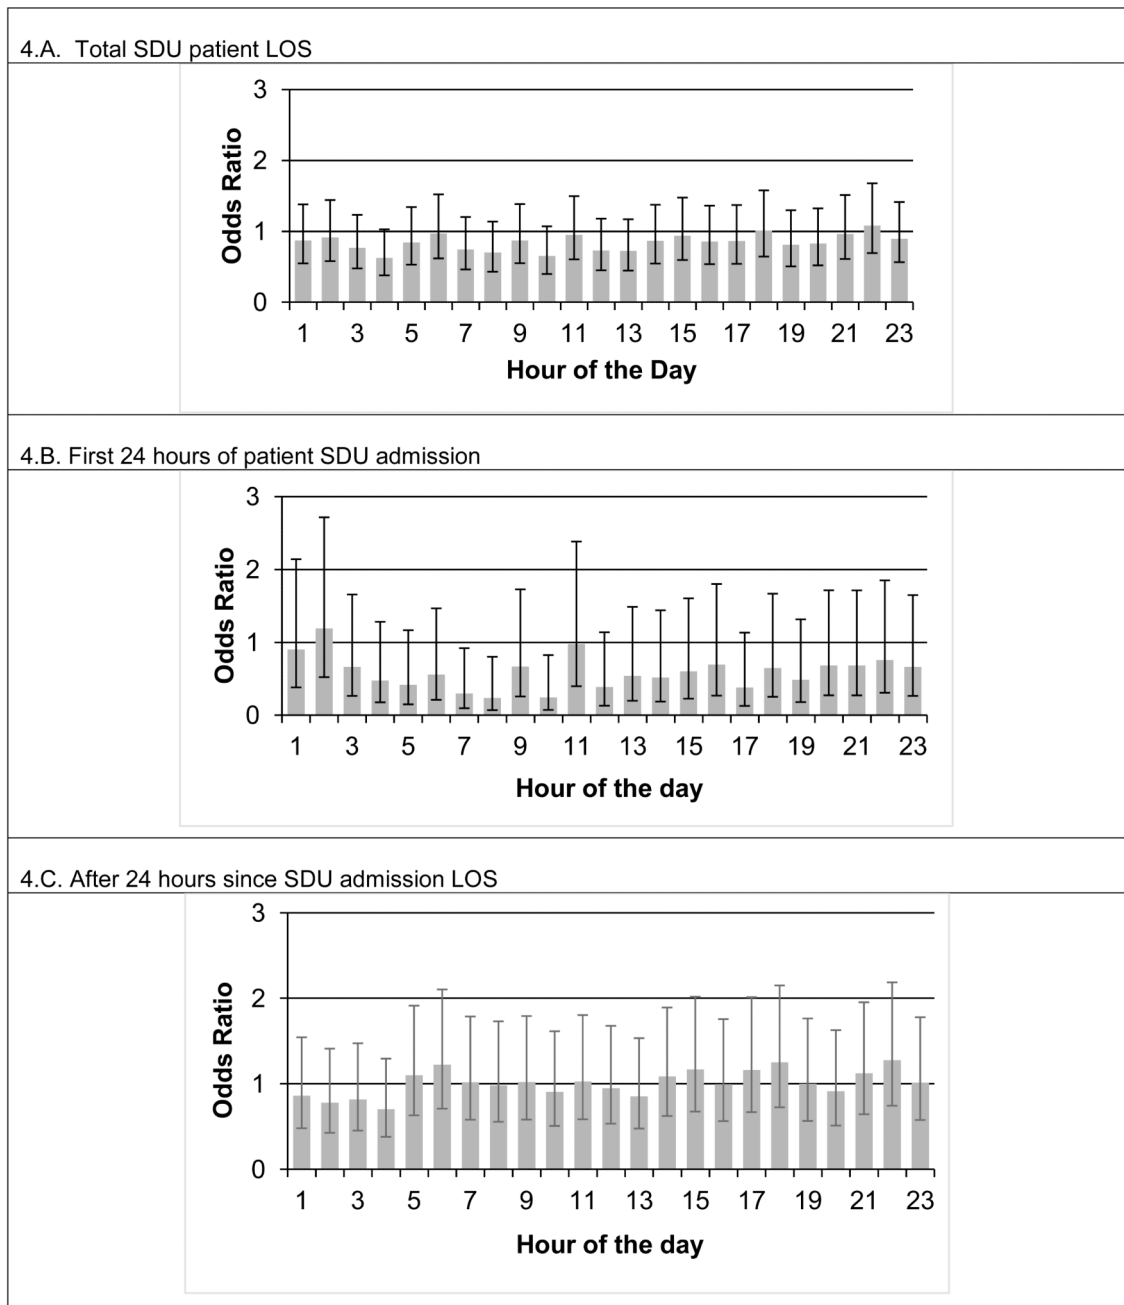 4.A. Total SDU patient LOS
3
2
1
0
Odds Ratio
1 3 5 7 9 11 13 15 17 19 21 23
Hour of the Day
4.B. First 24 hours of patient SDU admission
3
2
1
0
Odds Ratio
1 3 5 7 9 11 13 15 17 19 21 23
Hour of the day
4.C. After 24 hours since SDU admission LOS
3
2
1
0
Odds Ratio
1 3 5 7 9 11 13 15 17 19 21 23
Hour of the day